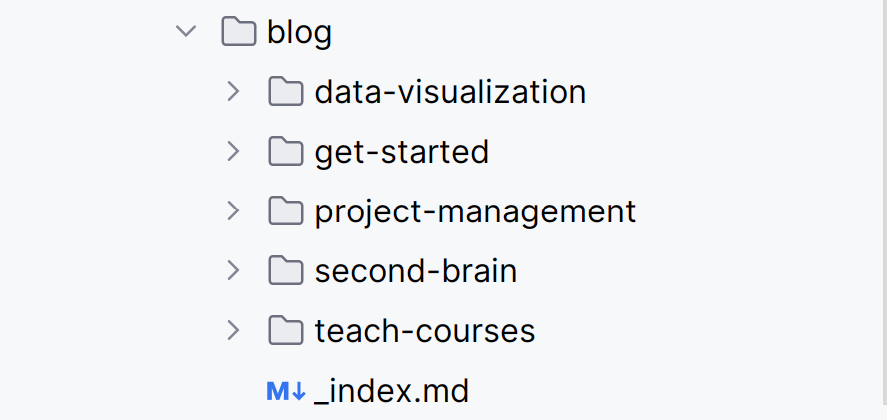 blog
data-visualization
get-started
project-management
second-brain
teach-courses
M↓ _index.md